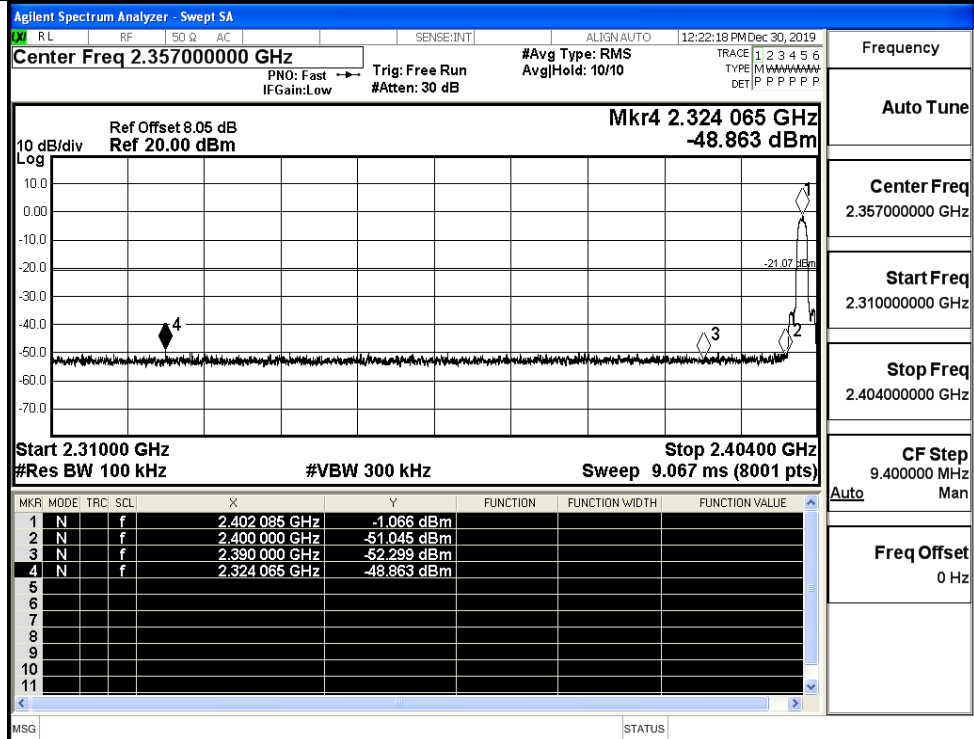 Agilent Spectrum Analyzer - Swept SA
LXI RL RF 50 Ω AC SENSE:INT ALIGN AUTO 12:22:18 PM Dec 30, 2019
Center Freq 2.357000000 GHz
PNO: Fast
IFGain:Low
Trig: Free Run
#Atten: 30 dB
#Avg Type: RMS
Avg|Hold: 10/10
TRACE 1 2 3 4 5 6
TYPE M W W W W W
DET P P P P P P
Ref Offset 8.05 dB
10 dB/div Ref 20.00 dBm
Log
Mkr4 2.324 065 GHz
-48.863 dBm
10.0
0.00
-10.0
-20.0
-30.0
-40.0
-50.0
-60.0
-70.0
1
-21.07 dBm
4
3
2
Start 2.31000 GHz Stop 2.40400 GHz
#Res BW 100 kHz #VBW 300 kHz Sweep 9.067 ms (8001 pts)
MKR MODE TRC SCL X Y FUNCTION FUNCTION WIDTH FUNCTION VALUE
1 N f 2.402 085 GHz -1.066 dBm
2 N f 2.400 000 GHz -51.045 dBm
3 N f 2.390 000 GHz -52.299 dBm
4 N f 2.324 065 GHz -48.863 dBm
5
6
7
8
9
10
11
MSG STATUS
Frequency
Auto Tune
Center Freq
2.357000000 GHz
Start Freq
2.310000000 GHz
Stop Freq
2.404000000 GHz
CF Step
9.400000 MHz
Auto Man
Freq Offset
0 Hz